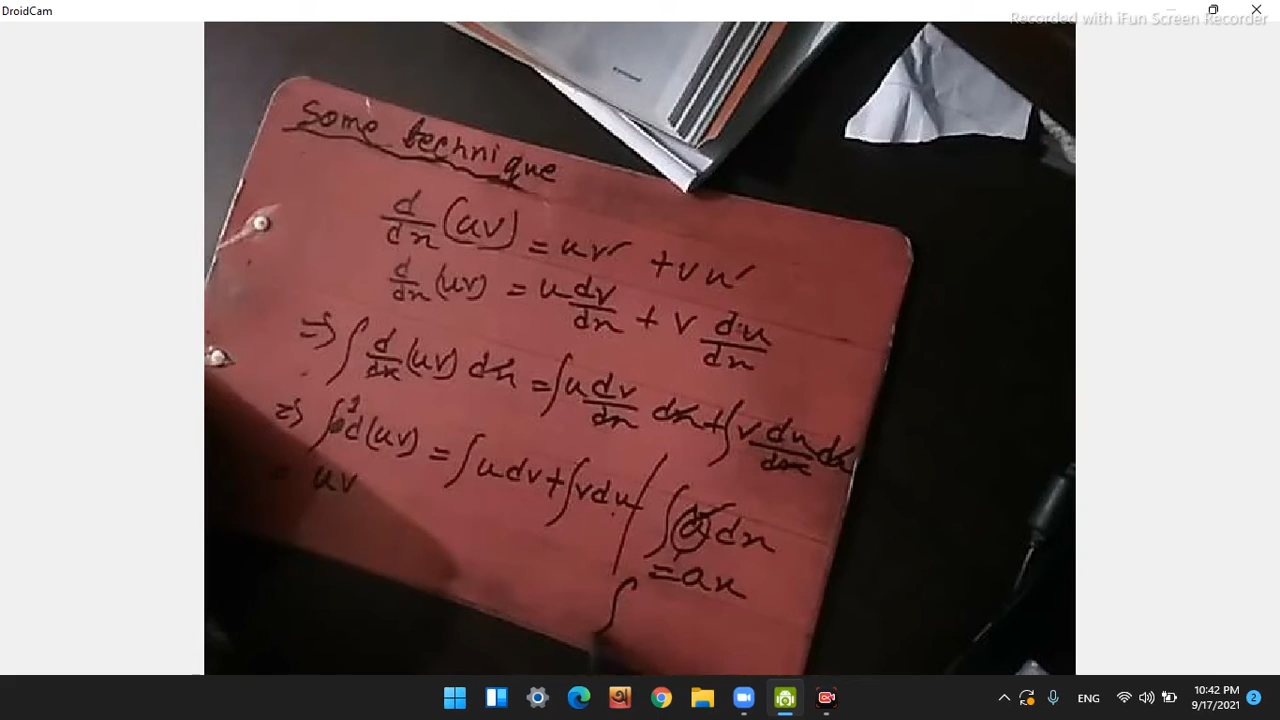 DroidCam
Recorded with iFun Screen Recorder
Some technique
d/dx (uv) = uv' + vu'
d/dx (uv) = u dv/dx + v du/dx
⇒ ∫ d/dx (uv) dx = ∫ u dv/dx dx + ∫ v du/dx dx
⇒ ∫ 1 d(uv) = ∫ u dv + ∫ v du
= uv
∫ a dx
= ax
∫
ENG
10:42 PM
9/17/2021
2